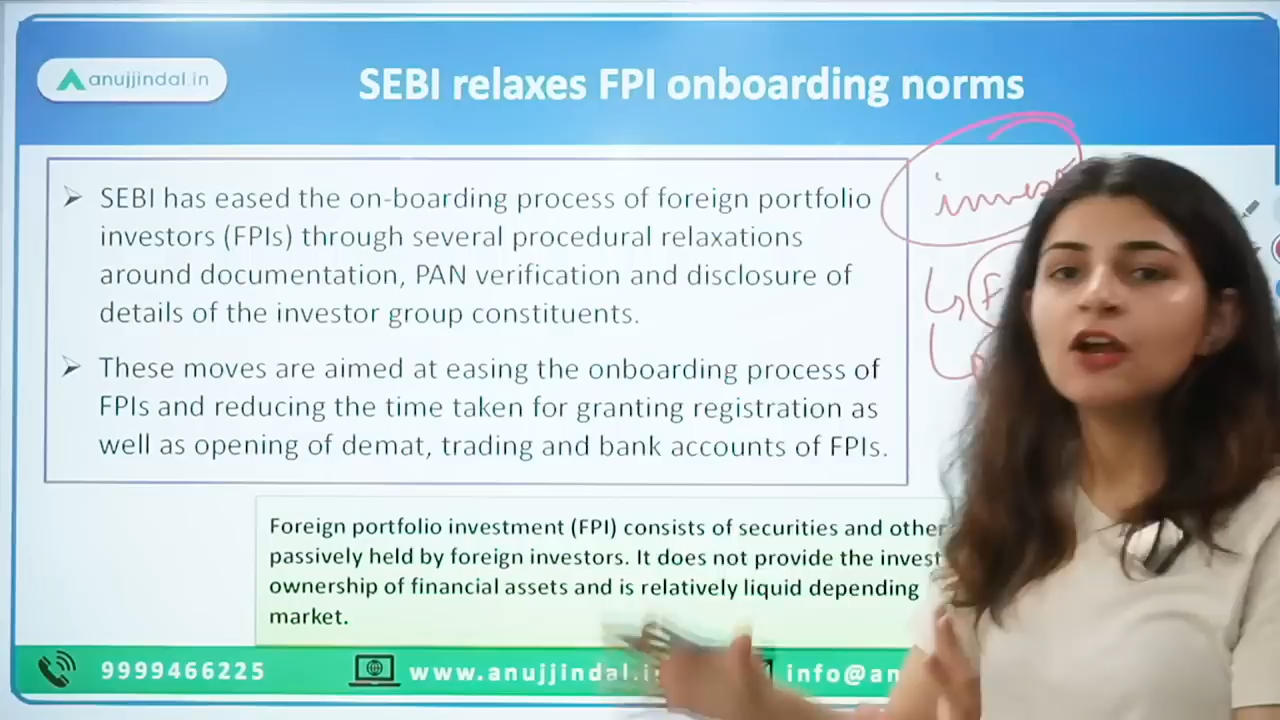 anujjindal.in
SEBI relaxes FPI onboarding norms
SEBI has eased the on-boarding process of foreign portfolio
investors (FPIs) through several procedural relaxations
around documentation, PAN verification and disclosure of
details of the investor group constituents.
These moves are aimed at easing the onboarding process of
FPIs and reducing the time taken for granting registration as
well as opening of demat, trading and bank accounts of FPIs.
Foreign portfolio investment (FPI) consists of securities and other
passively held by foreign investors. It does not provide the invest
ownership of financial assets and is relatively liquid depending
market.
9999466225
www.anujjindal.i
info@an